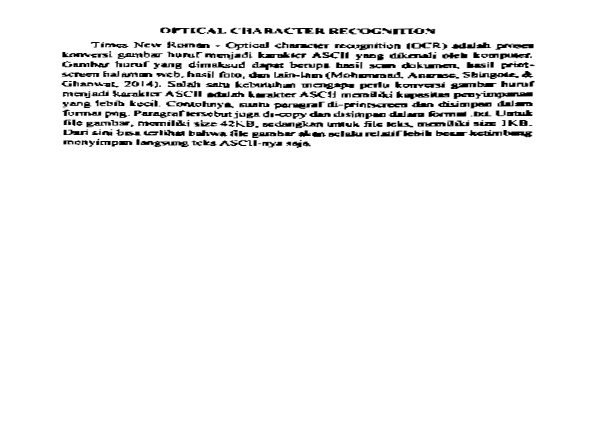 OPTICAL CHARACTER RECOGNITION
Times New Roman - Optical character recognition (OCR) adalah proses
konversi gambar huruf menjadi karakter ASCII yang dikenali oleh komputer.
Gambar huruf yang dimaksud dapat berupa hasil scan dokumen, hasil print-
screen halaman web, hasil foto, dan lain-lain (Mohammad, Anarase, Shingote, &
Ghanwat, 2014). Salah satu kebutuhan mengapa perlu konversi gambar huruf
menjadi karakter ASCII adalah karakter ASCII memiliki kapasitas penyimpanan
yang lebih kecil. Contohnya, suatu paragraf di-printscreen dan disimpan dalam
format png. Paragraf tersebut juga di-copy dan disimpan dalam format .txt. Untuk
file gambar, memiliki size 42KB, sedangkan untuk file teks, memiliki size 1KB.
Dari sini bisa terlihat bahwa file gambar akan selalu relatif lebih besar ketimbang
menyimpan langsung teks ASCII-nya saja.